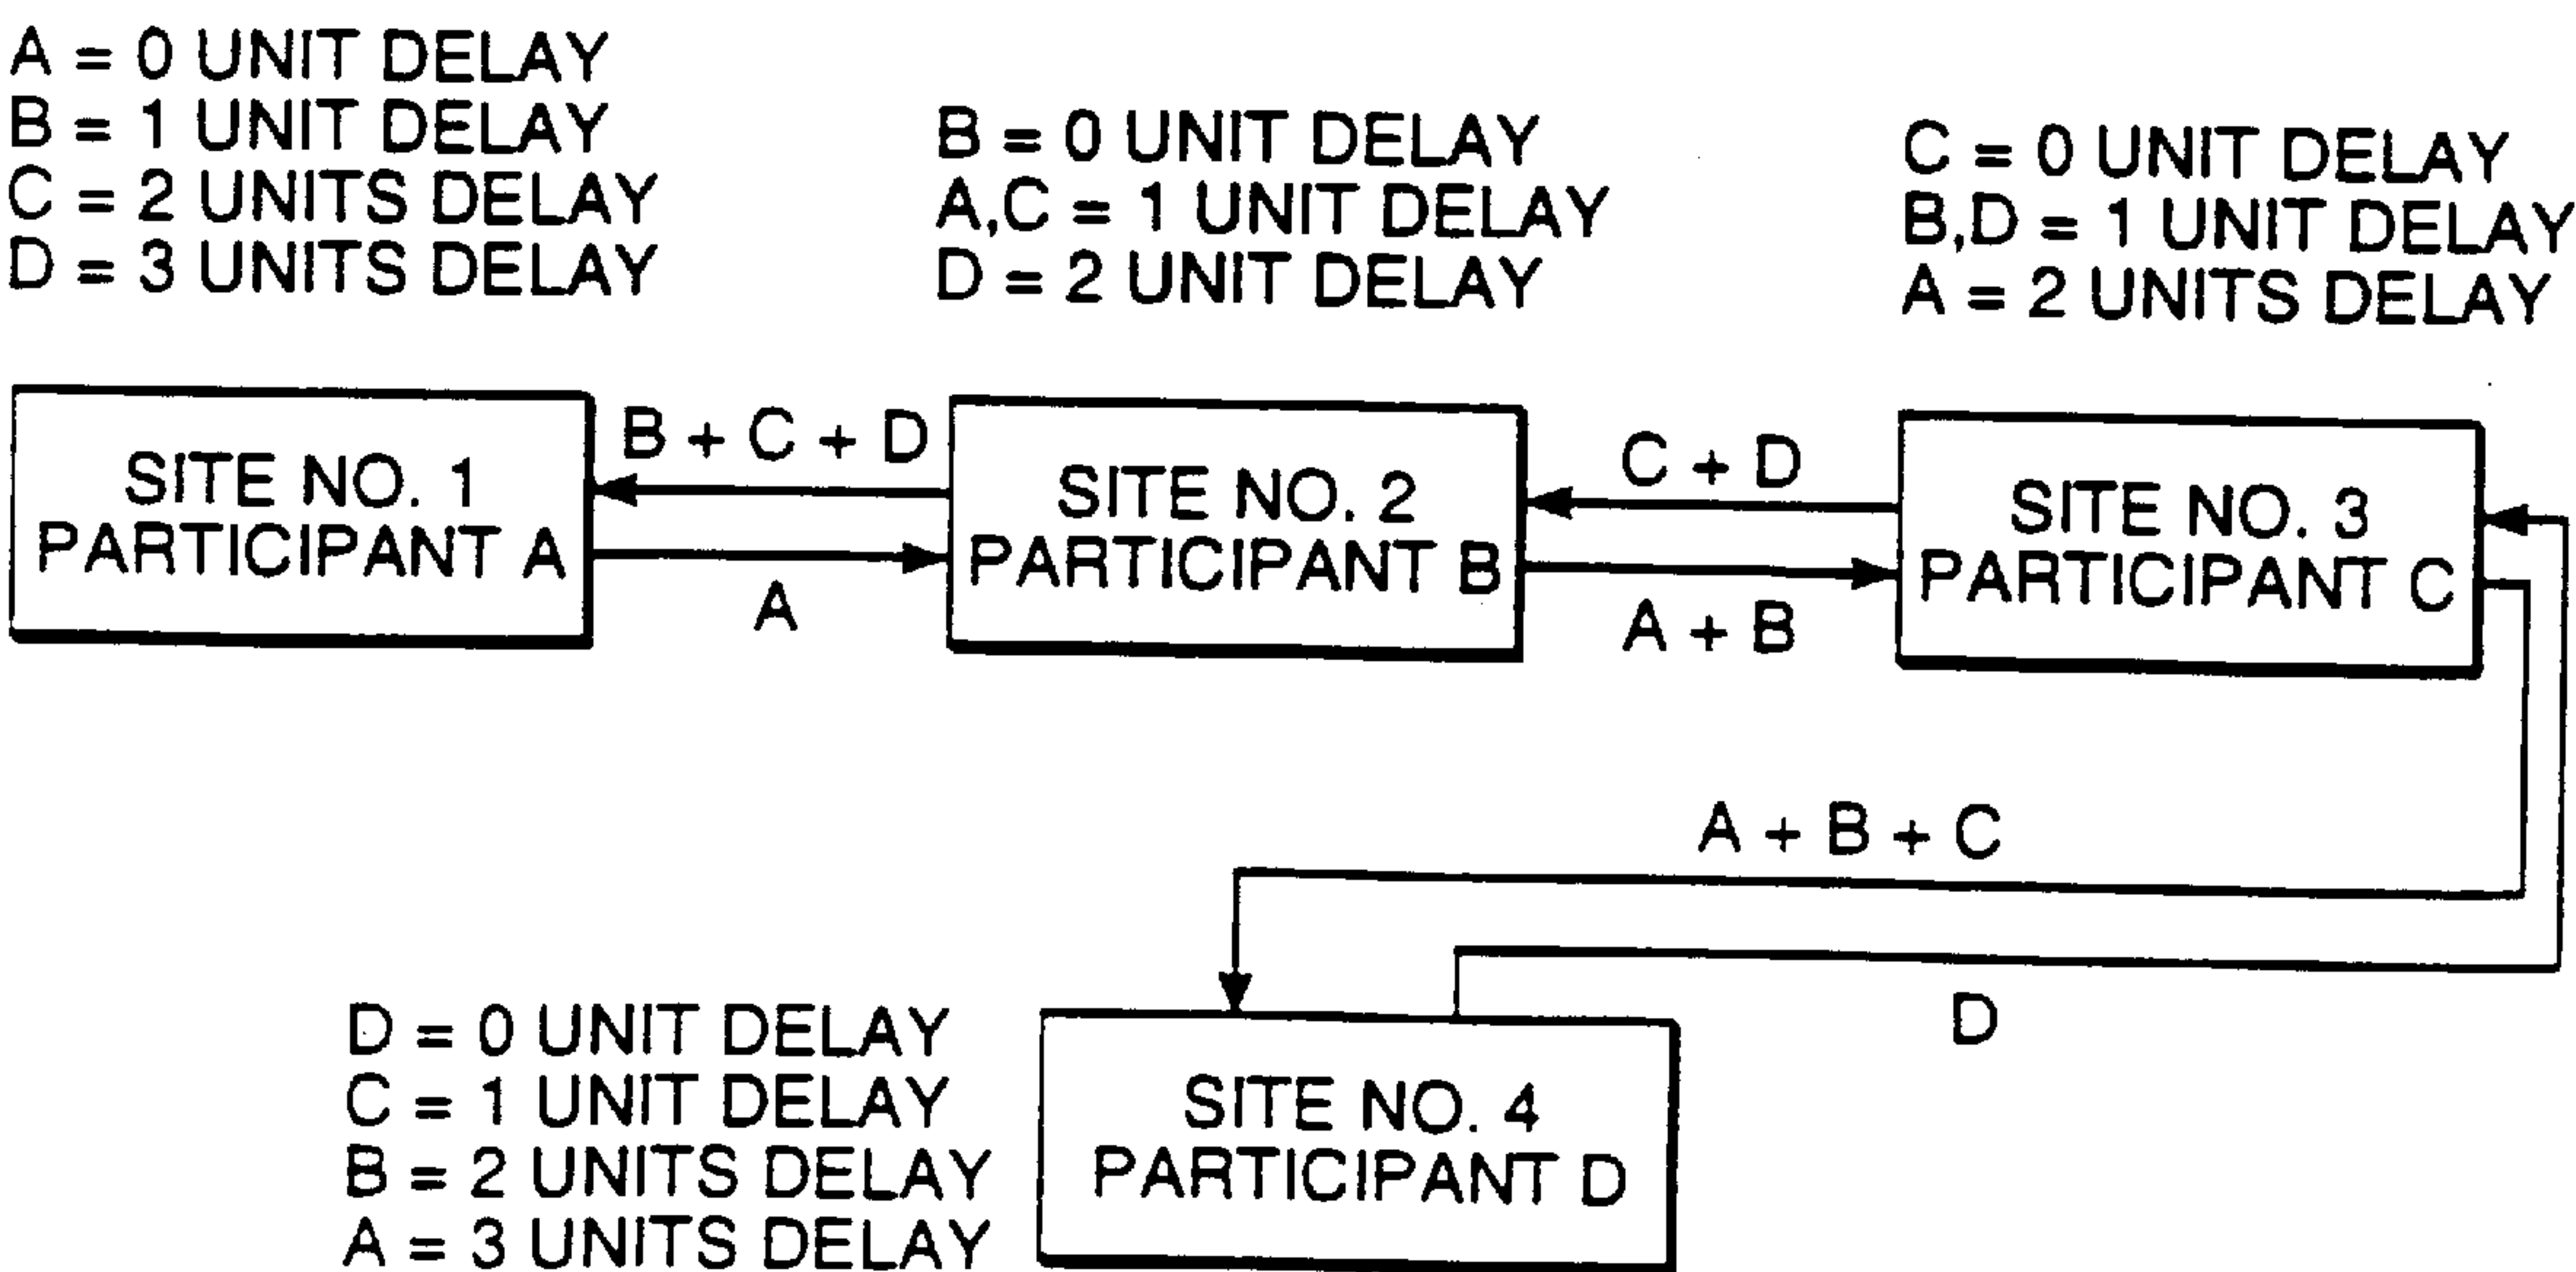 A = 0 UNIT DELAY
B = 1 UNIT DELAY
C = 2 UNITS DELAY
D = 3 UNITS DELAY
B = 0 UNIT DELAY
A,C = 1 UNIT DELAY
D = 2 UNIT DELAY
C = 0 UNIT DELAY
B,D = 1 UNIT DELAY
A = 2 UNITS DELAY
SITE NO. 1
PARTICIPANT A
B + C + D
A
SITE NO. 2
PARTICIPANT B
C + D
A + B
SITE NO. 3
PARTICIPANT C
A + B + C
D
D = 0 UNIT DELAY
C = 1 UNIT DELAY
B = 2 UNITS DELAY
A = 3 UNITS DELAY
SITE NO. 4
PARTICIPANT D